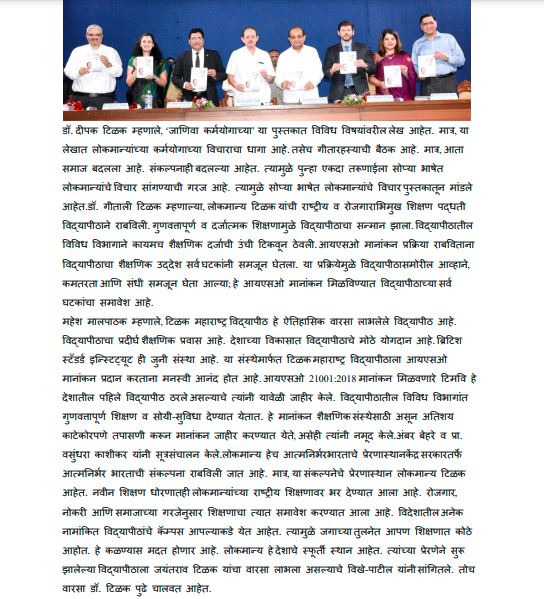 डॉ. दीपक टिळक म्हणाले, 'जाणिवा कर्मयोगाच्या' या पुस्तकात विविध विषयांवरील लेख आहेत. मात्र, या
लेखात लोकमान्यांच्या कर्मयोगाच्या विचाराचा धागा आहे. तसेच गीतारहस्याची बैठक आहे. मात्र, आता
समाज बदलला आहे. संकल्पनाही बदलल्या आहेत. त्यामुळे पुन्हा एकदा तरूणाईला सोप्या भाषेत
लोकमान्यांचे विचार सांगण्याची गरज आहे. त्यामुळे सोप्या भाषेत लोकमान्यांचे विचार पुस्तकातून मांडले
आहेत.डॉ. गीताली टिळक म्हणाल्या, लोकमान्य टिळक यांची राष्ट्रीय व रोजगाराभिमुख शिक्षण पद्धती
विद्यापीठाने राबविली. गुणवत्तापूर्ण व दर्जात्मक शिक्षणामुळे विद्यापीठाचा सन्मान झाला. विद्यापीठातील
विविध विभागाने कायमच शैक्षणिक दर्जाची उंची टिकवून ठेवली. आयएसओ मानांकन प्रक्रिया राबविताना
विद्यापीठाचा शैक्षणिक उद्देश सर्व घटकांनी समजून घेतला. या प्रक्रियेमुळे विद्यापीठासमोरील आव्हाने,
कमतरता आणि संधी समजून घेता आल्या; हे आयएसओ मानांकन मिळविण्यात विद्यापीठाच्या सर्व
घटकांचा समावेश आहे.
महेश मालपाठक म्हणाले, टिळक महाराष्ट्र विद्यापीठ हे ऐतिहासिक वारसा लाभलेले विद्यापीठ आहे.
विद्यापीठाचा प्रदीर्घ शैक्षणिक प्रवास आहे. देशाच्या विकासात विद्यापीठाचे मोठे योगदान आहे. ब्रिटिश
स्टँडर्ड इन्स्टिट्यूट ही जुनी संस्था आहे. या संस्थेमार्फत टिळक महाराष्ट्र विद्यापीठाला आयएसओ
मानांकन प्रदान करताना मनस्वी आनंद होत आहे. आयएसओ 21001:2018 मानांकन मिळवणारे टिमवि हे
देशातील पहिले विद्यापीठ ठरले असल्याचे त्यांनी यावेळी जाहीर केले. विद्यापीठातील विविध विभागांत
गुणवत्तापूर्ण शिक्षण व सोयी-सुविधा देण्यात येतात. हे मानांकन शैक्षणिक संस्थेसाठी असून अतिशय
काटेकोरपणे तपासणी करून मानांकन जाहीर करण्यात येते, असेही त्यांनी नमूद केले.अंबर बेहरे व प्रा.
वसुंधरा काशीकर यांनी सूत्रसंचालन केले.लोकमान्य हेच आत्मनिर्भरभारताचे प्रेरणास्थानकेंद्र सरकारतर्फे
आत्मनिर्भर भारताची संकल्पना राबविली जात आहे. मात्र, या संकल्पनेचे प्रेरणास्थान लोकमान्य टिळक
आहेत. नवीन शिक्षण धोरणातही लोकमान्यांच्या राष्ट्रीय शिक्षणावर भर देण्यात आला आहे. रोजगार,
नोकरी आणि समाजाच्या गरजेनुसार शिक्षणाचा त्यात समावेश करण्यात आला आहे. विदेशातील अनेक
नामांकित विद्यापीठांचे कॅम्पस आपल्याकडे येत आहेत. त्यामुळे जगाच्या तुलनेत आपण शिक्षणात कोठे
आहोत. हे कळण्यास मदत होणार आहे. लोकमान्य हे देशाचे स्फूर्ती स्थान आहेत. त्यांच्या प्रेरणेने सुरू
झालेल्या विद्यापीठाला जयंतराव टिळक यांचा वारसा लाभला असल्याचे विखे-पाटील यांनी सांगितले. तोच
वारसा डॉ. टिळक पुढे चालवत आहेत.